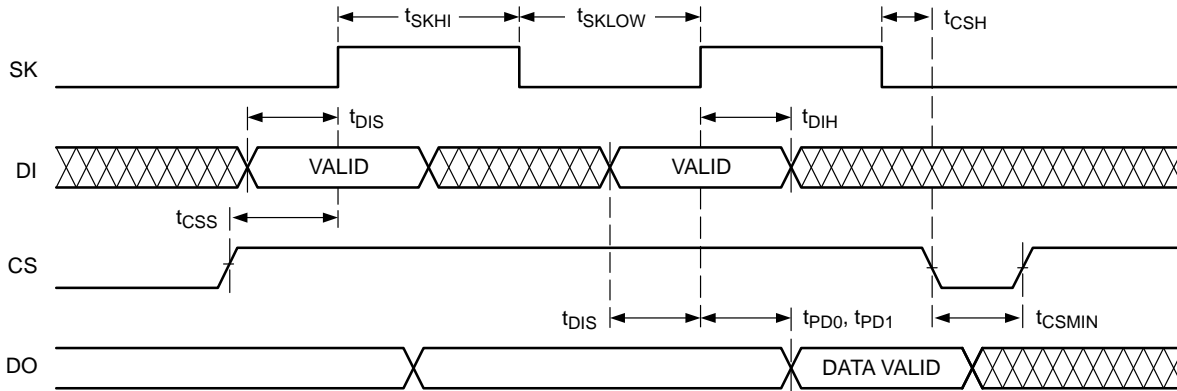 tSKHI tSKLOW tCSH
SK
tDIS tDIH
DI VALID VALID
tCSS
CS
tDIS tPD0, tPD1 tCSMIN
DO DATA VALID